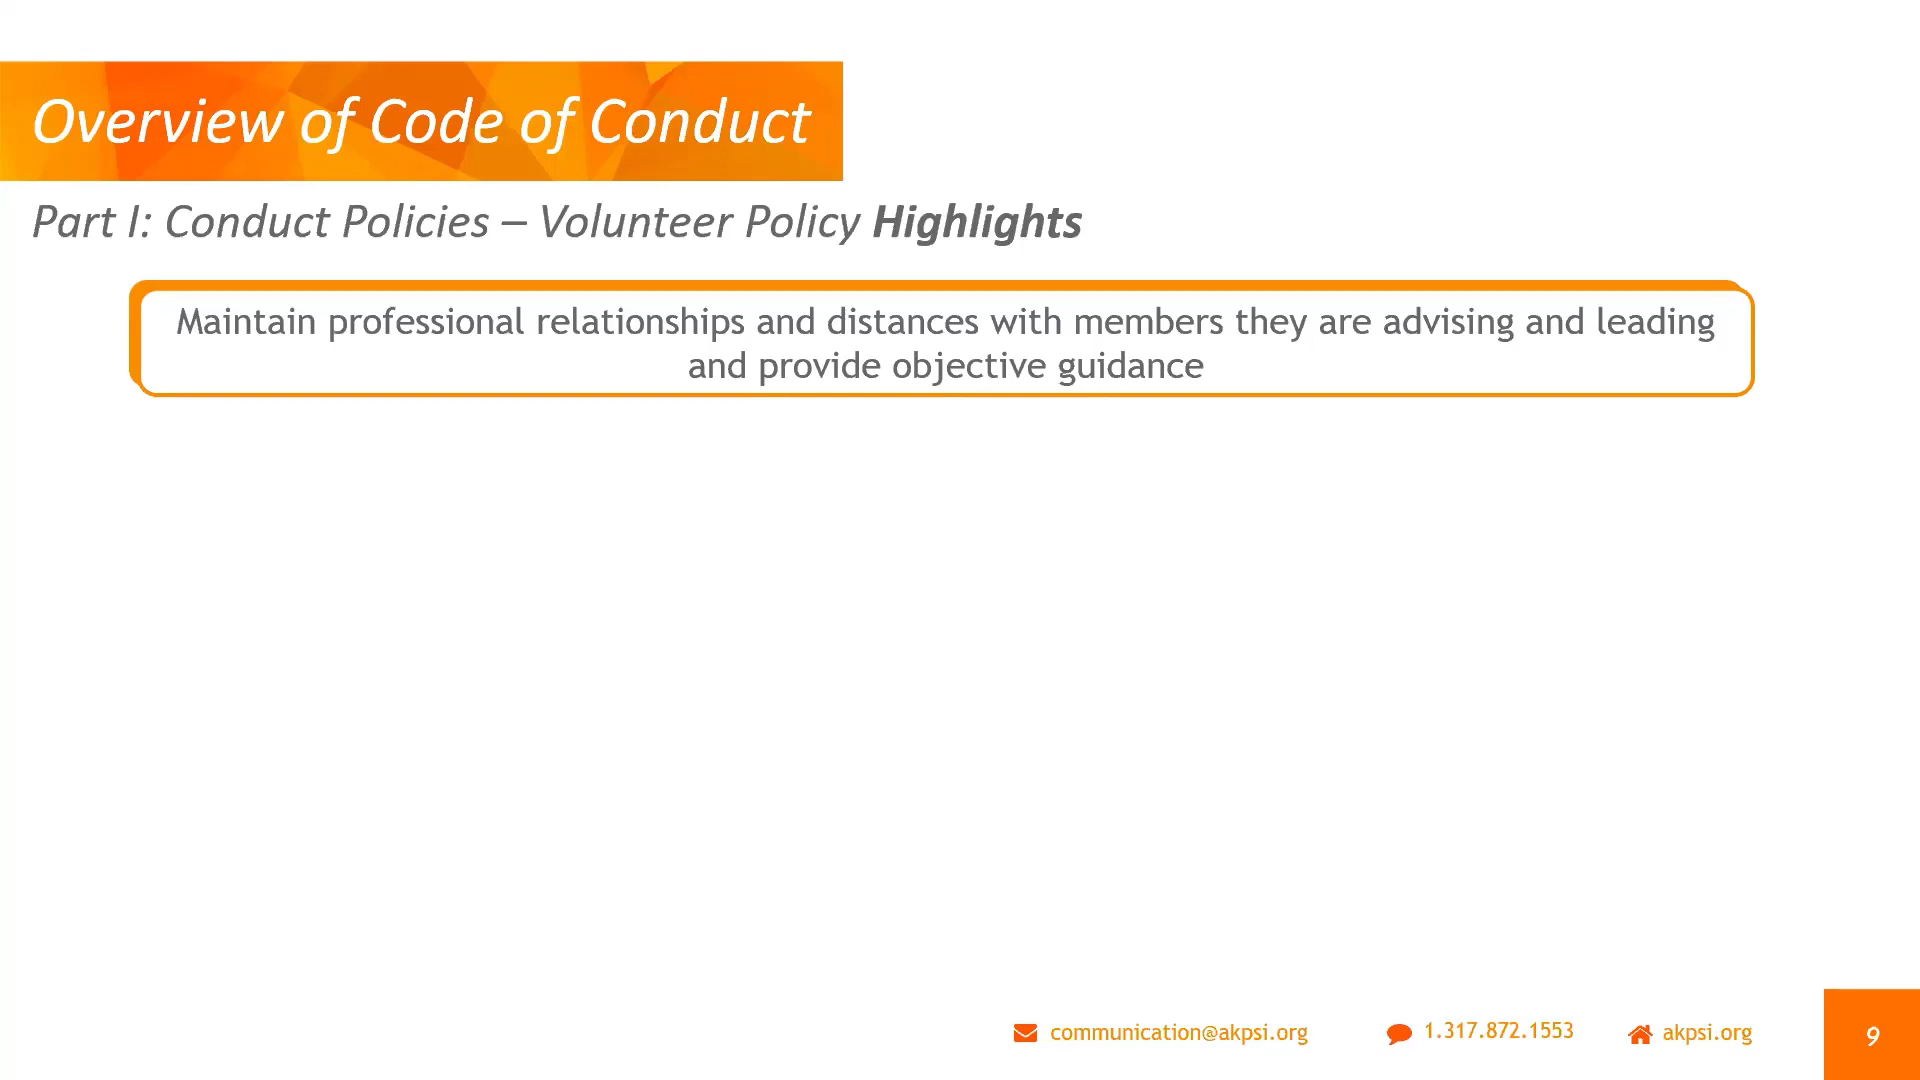 Overview of Code of Conduct
Part I: Conduct Policies – Volunteer Policy Highlights
Maintain professional relationships and distances with members they are advising and leading
and provide objective guidance
communication@akpsi.org
1.317.872.1553
akpsi.org
9